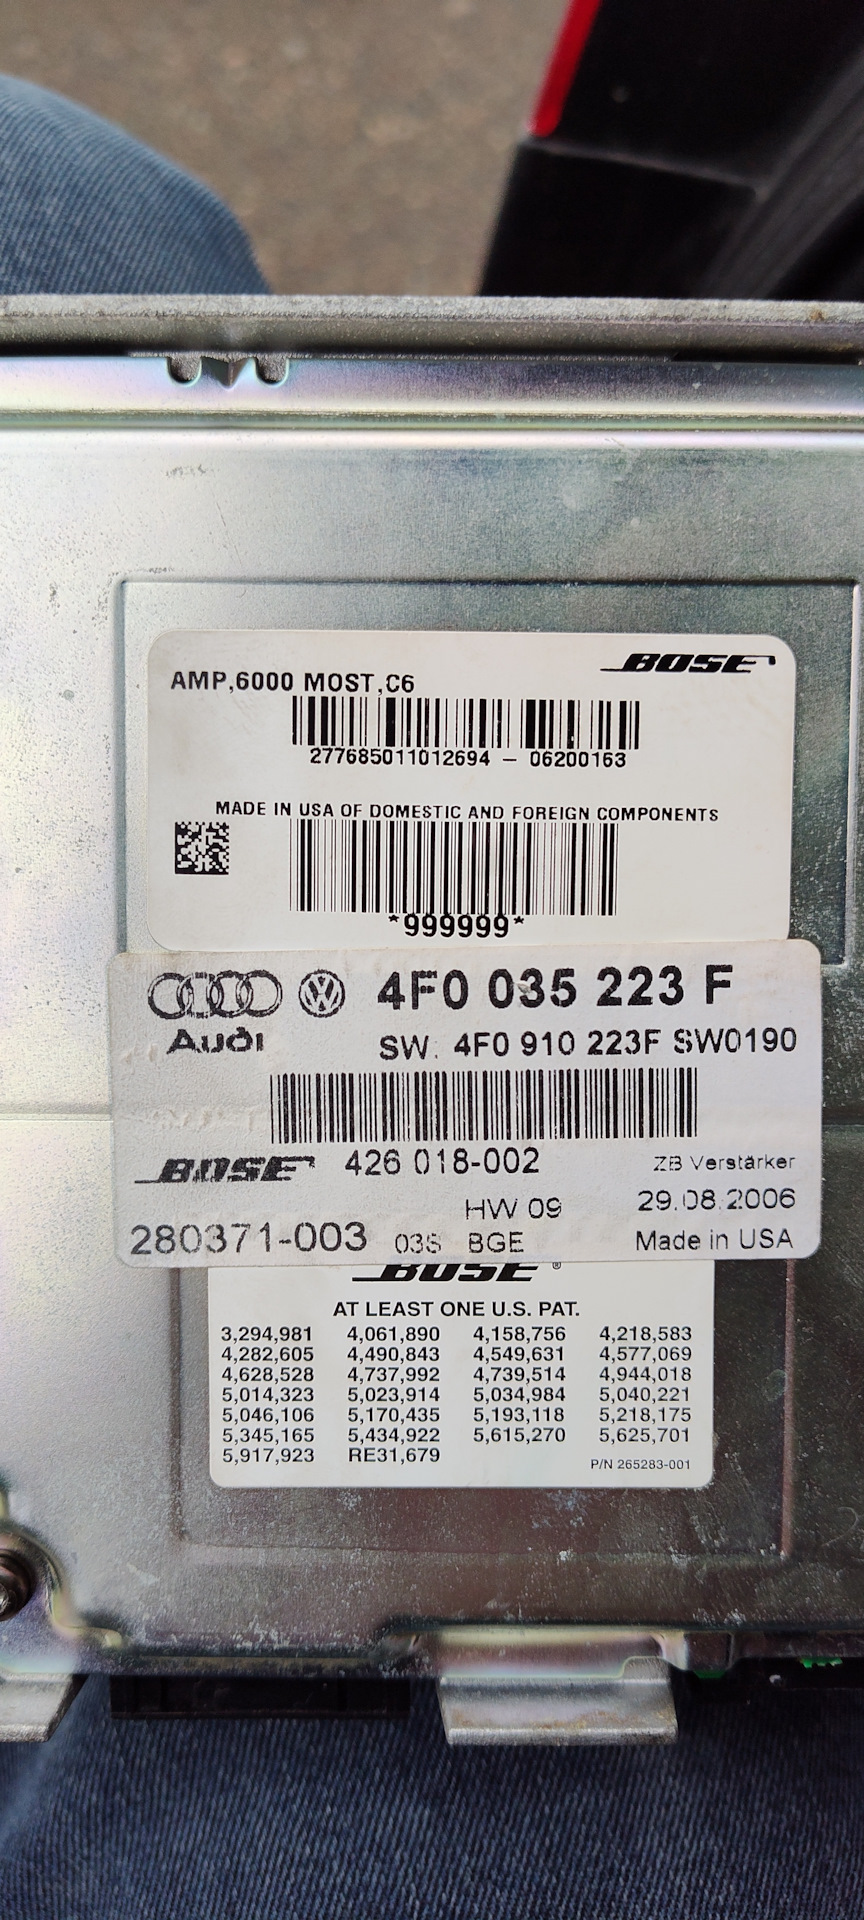 BOSE
AMP,6000 MOST,C6
277685011012694 - 06200163
MADE IN USA OF DOMESTIC AND FOREIGN COMPONENTS
*999999*
4F0 035 223 F
Audi
SW: 4F0 910 223F SW0190
BOSE 426 018-002 ZB Verstärker
HW 09 29.08.2006
280371-003 03S BGE Made in USA
BOSE ®
AT LEAST ONE U.S. PAT.
3,294,981 4,061,890 4,158,756 4,218,583
4,282,605 4,490,843 4,549,631 4,577,069
4,628,528 4,737,992 4,739,514 4,944,018
5,014,323 5,023,914 5,034,984 5,040,221
5,046,106 5,170,435 5,193,118 5,218,175
5,345,165 5,434,922 5,615,270 5,625,701
5,917,923 RE31,679
P/N 265283-001